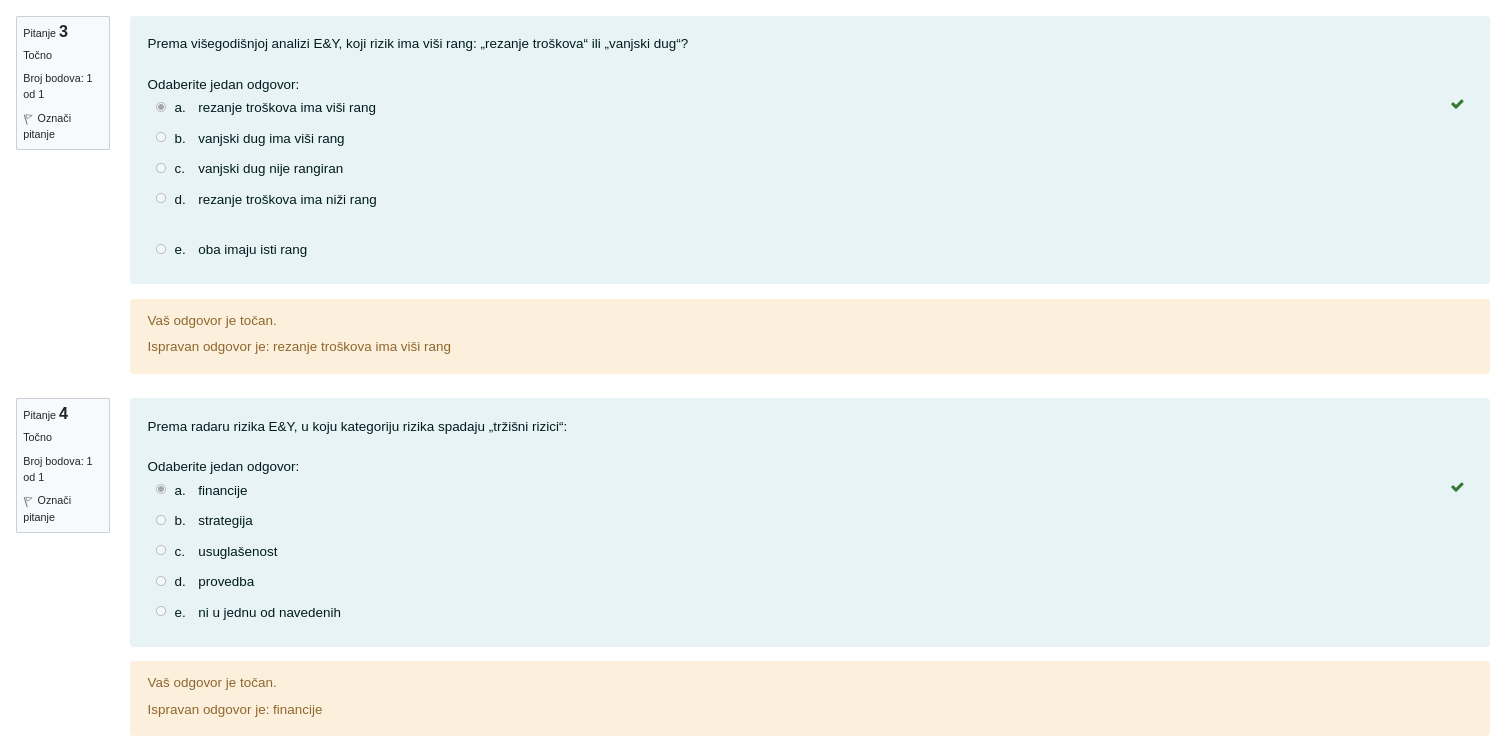 Pitanje 3
Točno
Broj bodova: 1
od 1
Označi
pitanje
Prema višegodišnjoj analizi E&Y, koji rizik ima viši rang: „rezanje troškova“ ili „vanjski dug“?
Odaberite jedan odgovor:
a. rezanje troškova ima viši rang
b. vanjski dug ima viši rang
c. vanjski dug nije rangiran
d. rezanje troškova ima niži rang
e. oba imaju isti rang
Vaš odgovor je točan.
Ispravan odgovor je: rezanje troškova ima viši rang
Pitanje 4
Točno
Broj bodova: 1
od 1
Označi
pitanje
Prema radaru rizika E&Y, u koju kategoriju rizika spadaju „tržišni rizici“:
Odaberite jedan odgovor:
a. financije
b. strategija
c. usuglašenost
d. provedba
e. ni u jednu od navedenih
Vaš odgovor je točan.
Ispravan odgovor je: financije